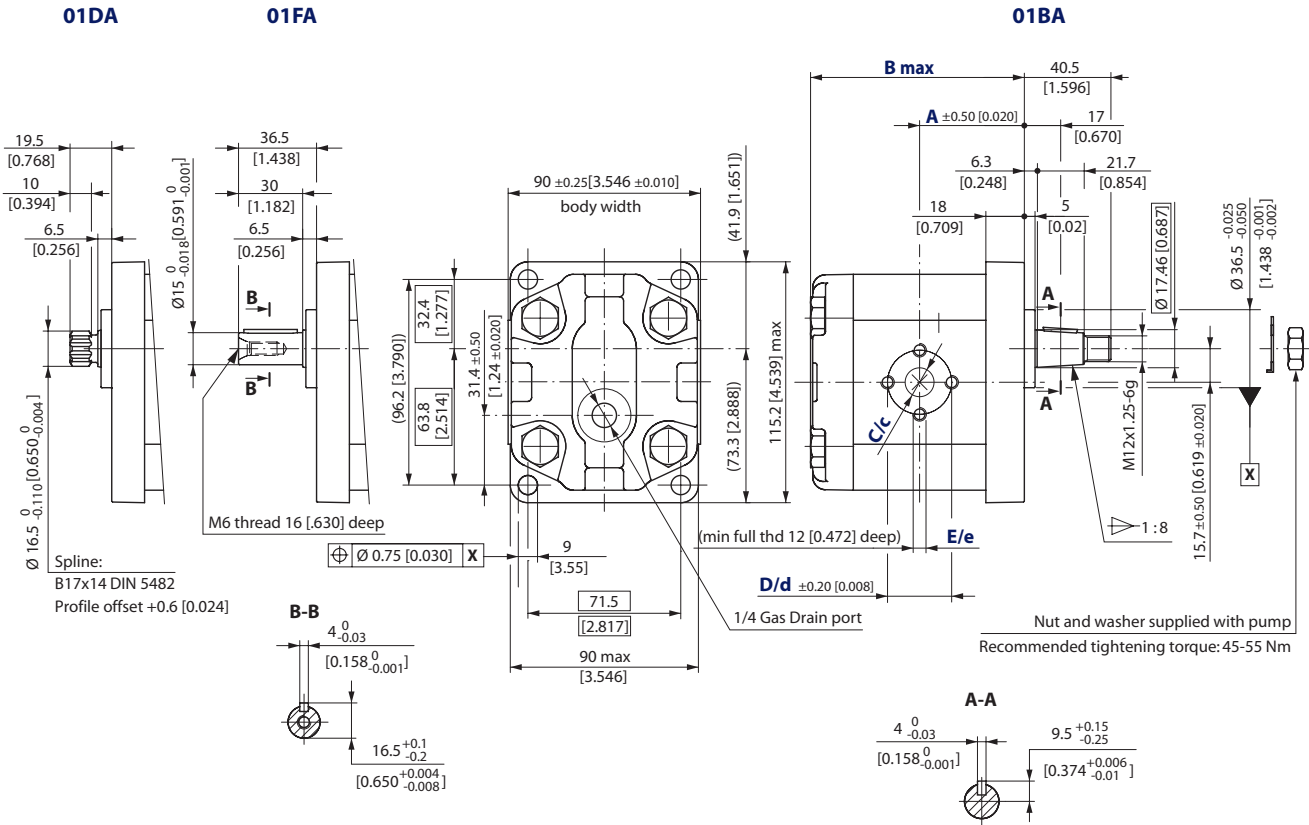 01DA
01FA
01BA
19.5
[0.768]
10
[0.394]
6.5
[0.256]
Ø 16.5 0 -0.110 [0.650 0 -0.004]
Spline:
B17x14 DIN 5482
Profile offset +0.6 [0.024]
36.5
[1.438]
30
[1.182]
6.5
[0.256]
Ø15 0 -0.018 [0.591 0 -0.001]
B
B
M6 thread 16 [.630] deep
90 ±0.25[3.546 ±0.010]
body width
(41.9 [1.651])
(96.2 [3.790])
32.4
[1.277]
63.8
[2.514]
31.4 ±0.50
[1.24 ±0.020]
(73.3 [2.888])
115.2 [4.539] max
Ø 0.75 [0.030] X
9
[3.55]
71.5
[2.817]
90 max
[3.546]
1/4 Gas Drain port
B max
40.5
[1.596]
A ±0.50 [0.020]
17
[0.670]
6.3
[0.248]
21.7
[0.854]
18
[0.709]
5
[0.02]
Ø 17.46 [0.687]
Ø 36.5 -0.025 -0.050
[1.438 -0.001 -0.002]
A
A
C/c
M12x1.25-6g
15.7±0.50 [0.619 ±0.020]
X
1:8
(min full thd 12 [0.472] deep)
E/e
D/d ±0.20 [0.008]
Nut and washer supplied with pump
Recommended tightening torque: 45-55 Nm
B-B
4 -0.03
[0.158 0 -0.001]
16.5 +0.1 -0.2
[0.650 +0.004 -0.008]
A-A
4 0 -0.03
[0.158 0 -0.001]
9.5 +0.15 -0.25
[0.374 +0.006 -0.01]